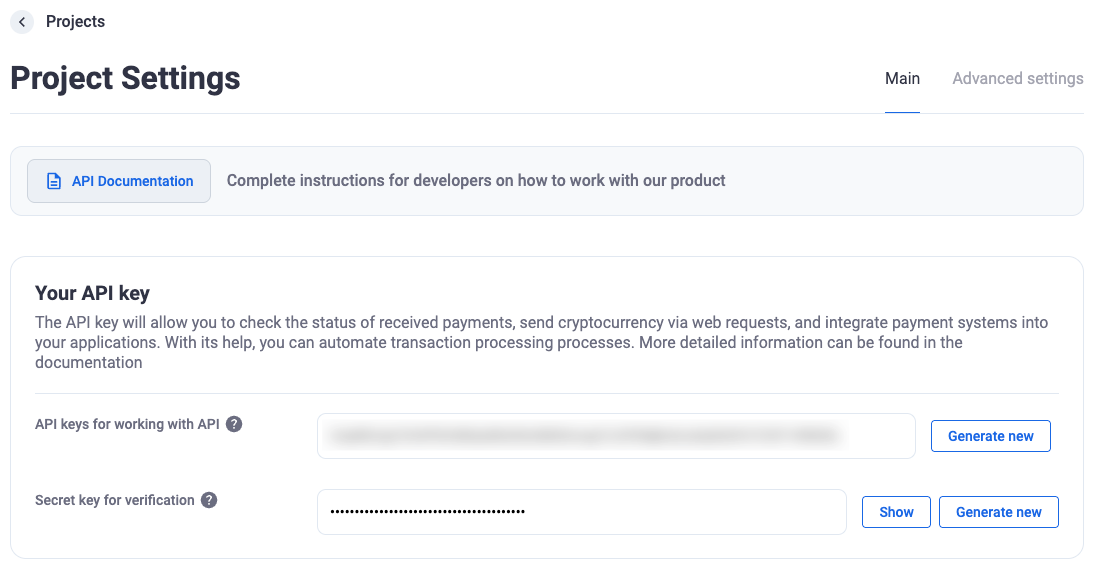 Projects
Project Settings
Main
Advanced settings
API Documentation
Complete instructions for developers on how to work with our product
Your API key
The API key will allow you to check the status of received payments, send cryptocurrency via web requests, and integrate payment systems into
your applications. With its help, you can automate transaction processing processes. More detailed information can be found in the
documentation
API keys for working with API ?
Generate new
Secret key for verification ?
••••••••••••••••••••••••••••••••••••••••
Show
Generate new